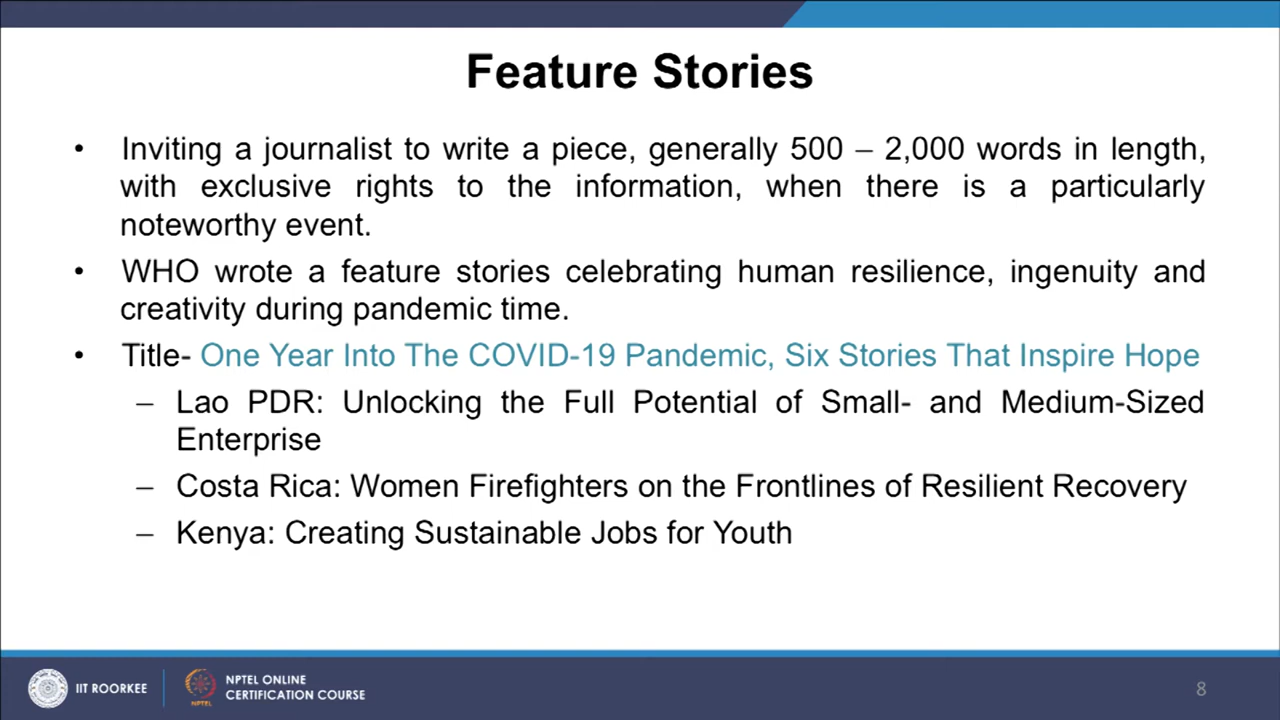 Feature Stories
• Inviting a journalist to write a piece, generally 500 – 2,000 words in length,
with exclusive rights to the information, when there is a particularly
noteworthy event.
• WHO wrote a feature stories celebrating human resilience, ingenuity and
creativity during pandemic time.
• Title- One Year Into The COVID-19 Pandemic, Six Stories That Inspire Hope
– Lao PDR: Unlocking the Full Potential of Small- and Medium-Sized
Enterprise
– Costa Rica: Women Firefighters on the Frontlines of Resilient Recovery
– Kenya: Creating Sustainable Jobs for Youth
IIT ROORKEE
NPTEL
NPTEL ONLINE
CERTIFICATION COURSE
8